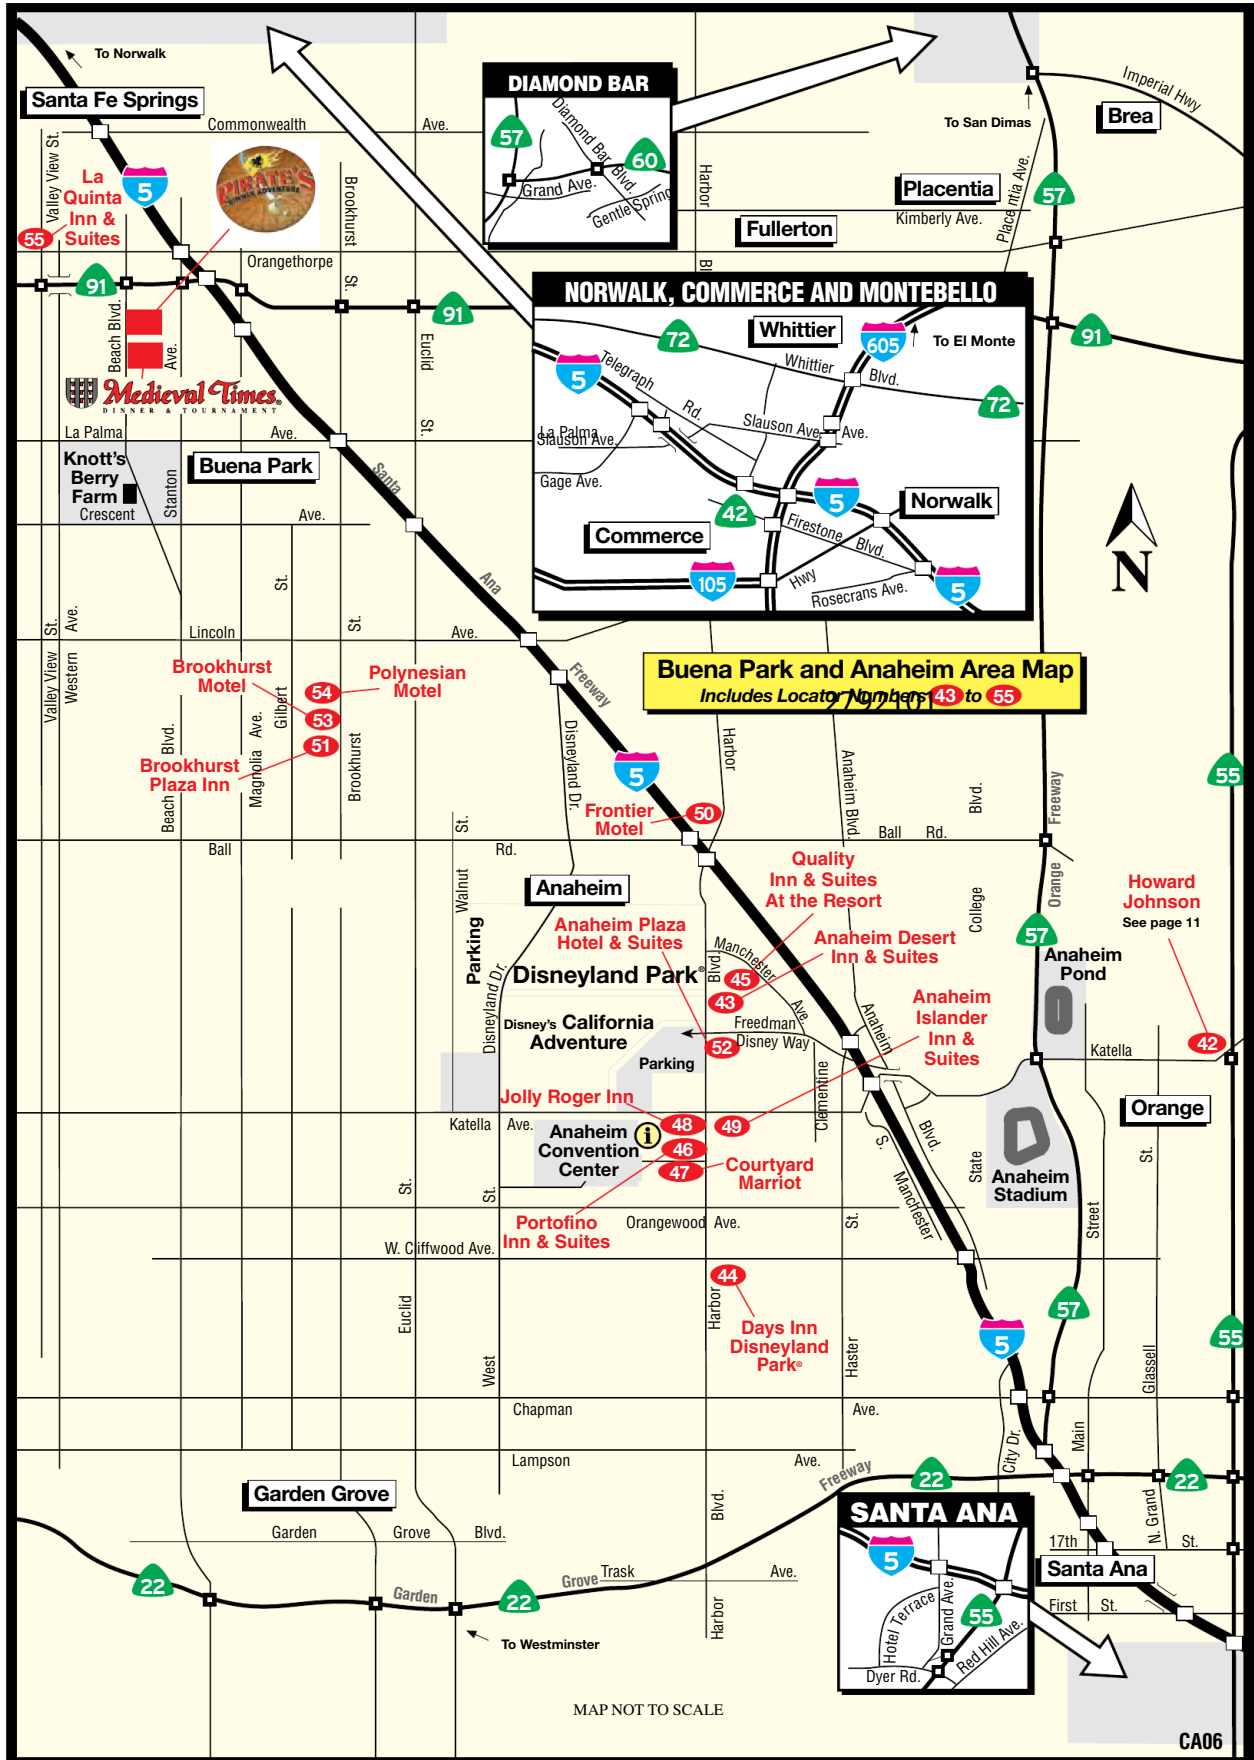 To Norwalk
Santa Fe Springs
Commonwealth
Ave.
Valley View St.
La
Quinta
Inn &
Suites
55
5
PIRATE'S
DINNER ADVENTURE
Brookhurst
St.
Orangethorpe
91
91
Beach Blvd.
Ave.
Euclid
St.
Medieval Times®
DINNER & TOURNAMENT
La Palma
Ave.
Knott's
Berry
Farm
Crescent
Ave.
Stanton
Buena Park
DIAMOND BAR
57
60
Diamond Bar Blvd.
Grand Ave.
Gentle Spring
Harbor
Bl
Fullerton
Placentia
Kimberly Ave.
Placentia Ave.
To San Dimas
Imperial Hwy
Brea
57
91
NORWALK, COMMERCE AND MONTEBELLO
72
Whittier
605
To El Monte
5
Telegraph
Rd.
Whittier
Blvd.
72
La Palma
Slauson Ave.
Slauson Ave.
Ave.
Gage Ave.
42
5
Norwalk
Commerce
Firestone
Blvd.
105
Hwy
Rosecrans Ave.
5
N
Santa
Ana
Freeway
St.
St.
Ave.
St.
Lincoln
Ave.
Valley View
Western
Brookhurst
Motel
54
Polynesian
Motel
53
51
Brookhurst
Plaza Inn
Gilbert
Ave.
Magnolia
Blvd.
Beach
Brookhurst
Buena Park and Anaheim Area Map
Includes Locator Numbers 43 to 55
2792101
Disneyland Dr.
5
Harbor
Anaheim Blvd.
Blvd.
Freeway
55
Frontier
Motel
50
Ball
Rd.
Ball
Rd.
St.
Walnut
Anaheim
Parking
Quality
Inn & Suites
At the Resort
College
Orange
57
Howard
Johnson
See page 11
Anaheim Plaza
Hotel & Suites
Anaheim Desert
Inn & Suites
Disneyland Park®
Blvd.
Manchester
Ave.
45
43
Anaheim
Pond
Disneyland Dr.
Disney's California
Adventure
Parking
Freedman
Disney Way
52
Anaheim
Anaheim
Islander
Inn &
Suites
Katella
42
Clementine
Jolly Roger Inn
Orange
Katella
Ave.
Anaheim
Convention
Center
i
48
49
46
47
Courtyard
Marriot
S.
Manchester
Blvd.
State
Anaheim
Stadium
St.
Street
St.
St.
Portofino
Inn & Suites
Orangewood
Ave.
St.
W. Cliffwood Ave.
44
Harbor
Days Inn
Disneyland
Park®
57
5
55
Euclid
West
Haster
Glassell
Chapman
Ave.
City Dr.
Main
Lampson
Ave.
Freeway
22
22
Garden Grove
Blvd.
Garden
Grove
Blvd.
SANTA ANA
N. Grand
17th
St.
5
Santa Ana
22
Garden
22
Grove
Trask
Ave.
Harbor
Hotel Terrace
Grand Ave.
55
Red Hill Ave.
Dyer Rd.
First
St.
To Westminster
MAP NOT TO SCALE
CA06